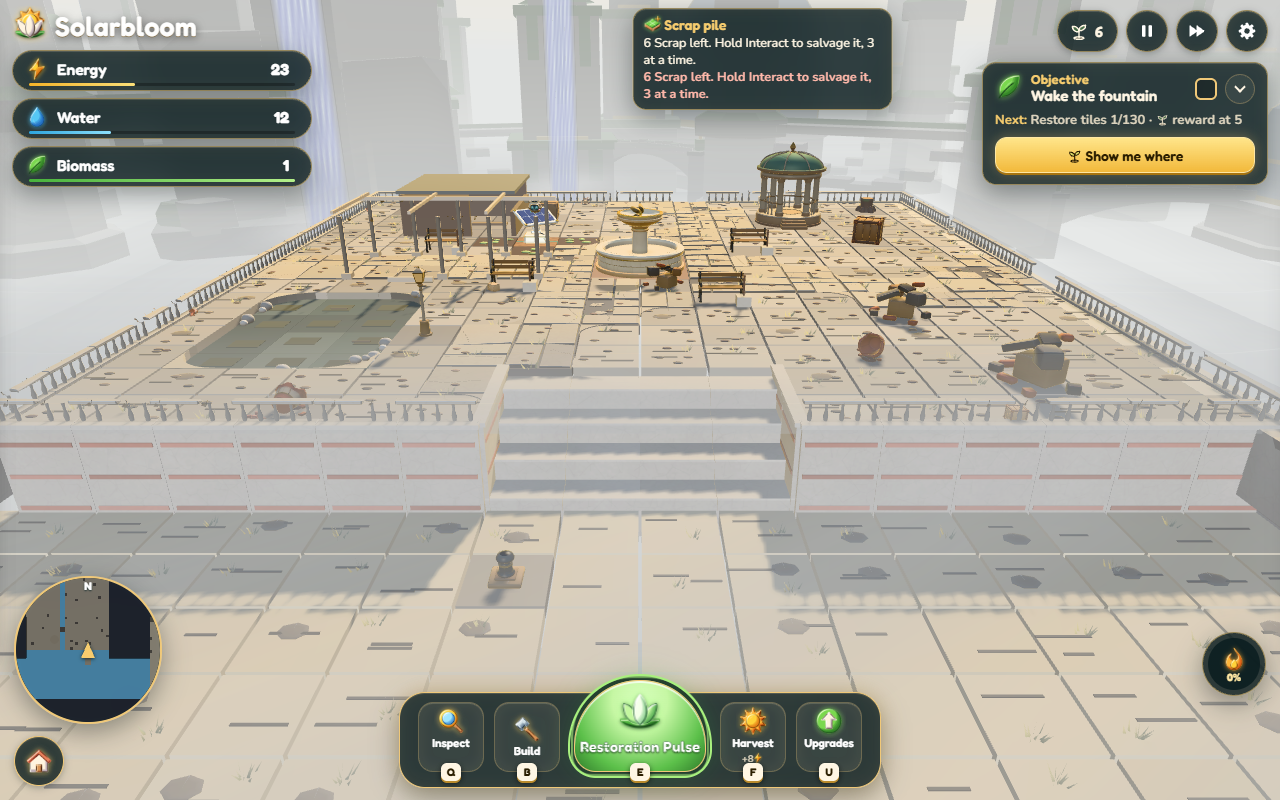 Solarbloom
Energy 23
Water 12
Biomass 1
Scrap pile
6 Scrap left. Hold Interact to salvage it, 3
at a time.
6 Scrap left. Hold Interact to salvage it,
3 at a time.
6
Objective
Wake the fountain
Next: Restore tiles 1/130 · reward at 5
Show me where
N
0%
Inspect
Q
Build
B
Restoration Pulse
E
Harvest
+8
F
Upgrades
U